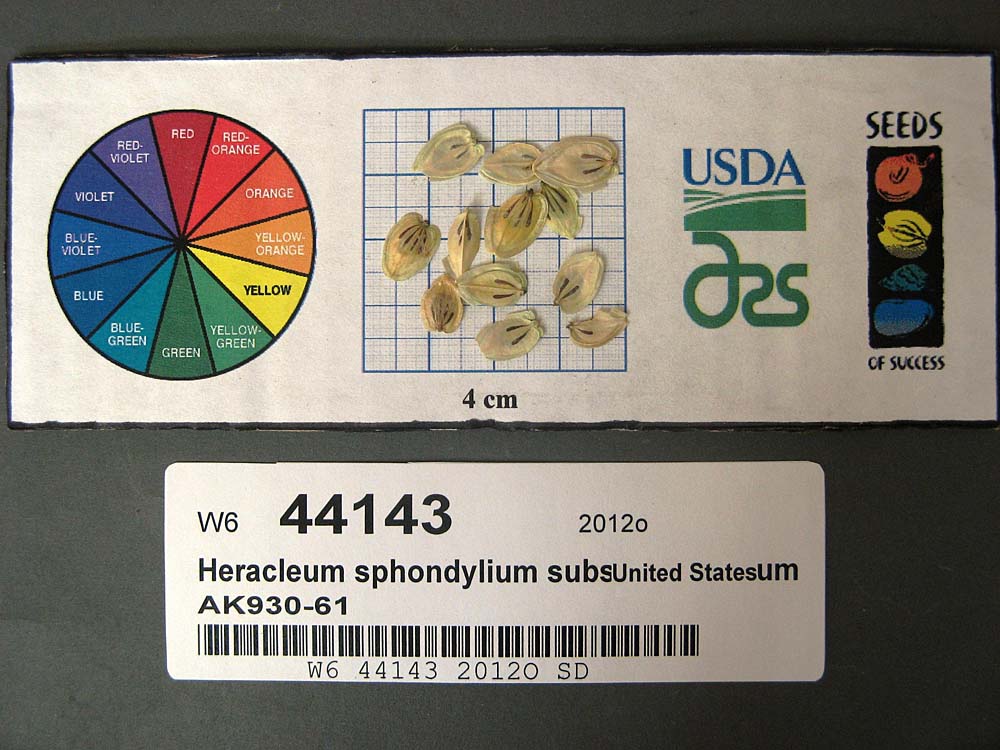 RED
RED-
ORANGE
ORANGE
YELLOW-
ORANGE
YELLOW
YELLOW-
GREEN
GREEN
BLUE-
GREEN
BLUE
BLUE-
VIOLET
VIOLET
RED-
VIOLET
4 cm
USDA
ars
SEEDS
OF SUCCESS
W6 44143 2012o
Heracleum sphondylium subsUnited Statesum
AK930-61
W6 44143 2012O SD